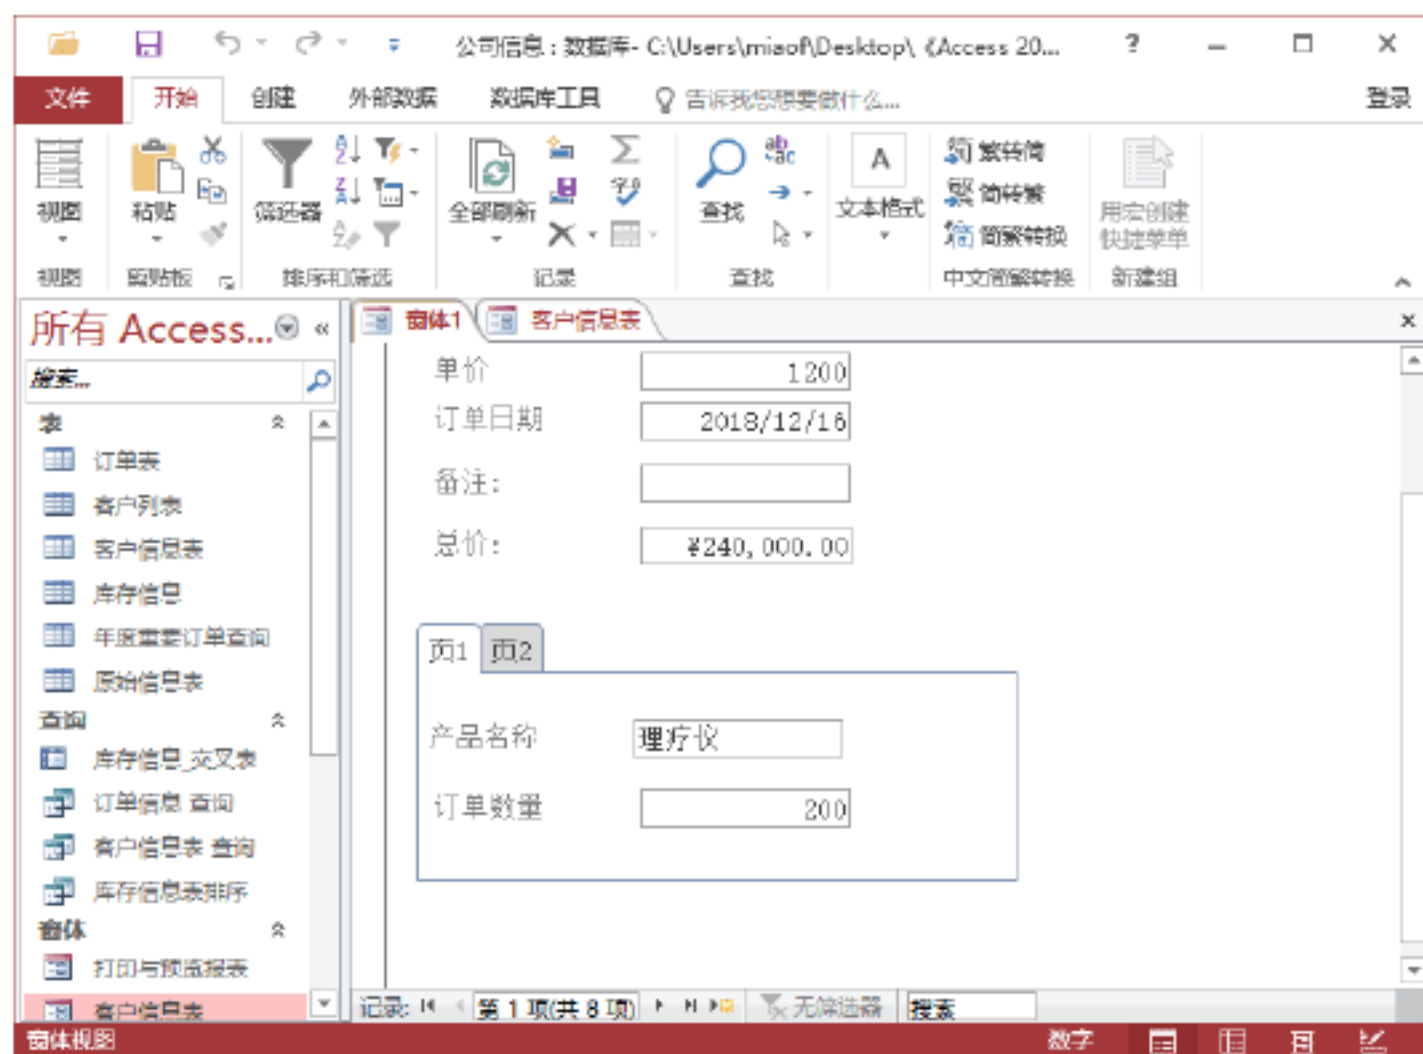 公司信息：数据库- C:\Users\miaof\Desktop\《Access 20... ?
文件 开始 创建 外部数据 数据库工具 告诉我您想要做什么... 登录
视图 粘贴 筛选器 全部刷新 查找 文本格式 繁转简 简转繁 简繁转换 用宏创建快捷菜单
视图 剪贴板 排序和筛选 记录 查找 中文简繁转换 新建组
所有 Access...
搜索...
表
订单表
客户列表
客户信息表
库存信息
年度重要订单查询
原始信息表
查询
库存信息_交叉表
订单信息 查询
客户信息表 查询
库存信息表排序
窗体
打印与预览报表
客户信息表
窗体1 客户信息表
单价 1200
订单日期 2018/12/16
备注:
总价: ¥240,000.00
页1 页2
产品名称 理疗仪
订单数量 200
记录: 第 1 项(共 8 项) 无筛选器 搜索
窗体视图 数字